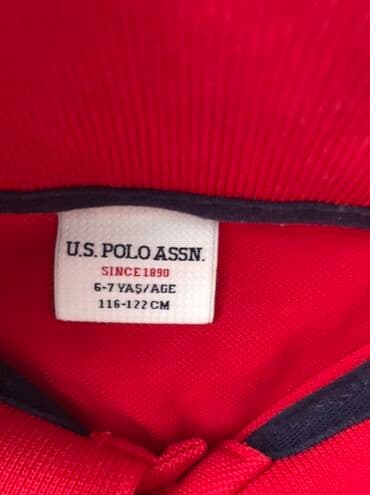 U.S. POLO ASSN.
SINCE 1890
6-7 YAŞ/AGE
116-122 CM